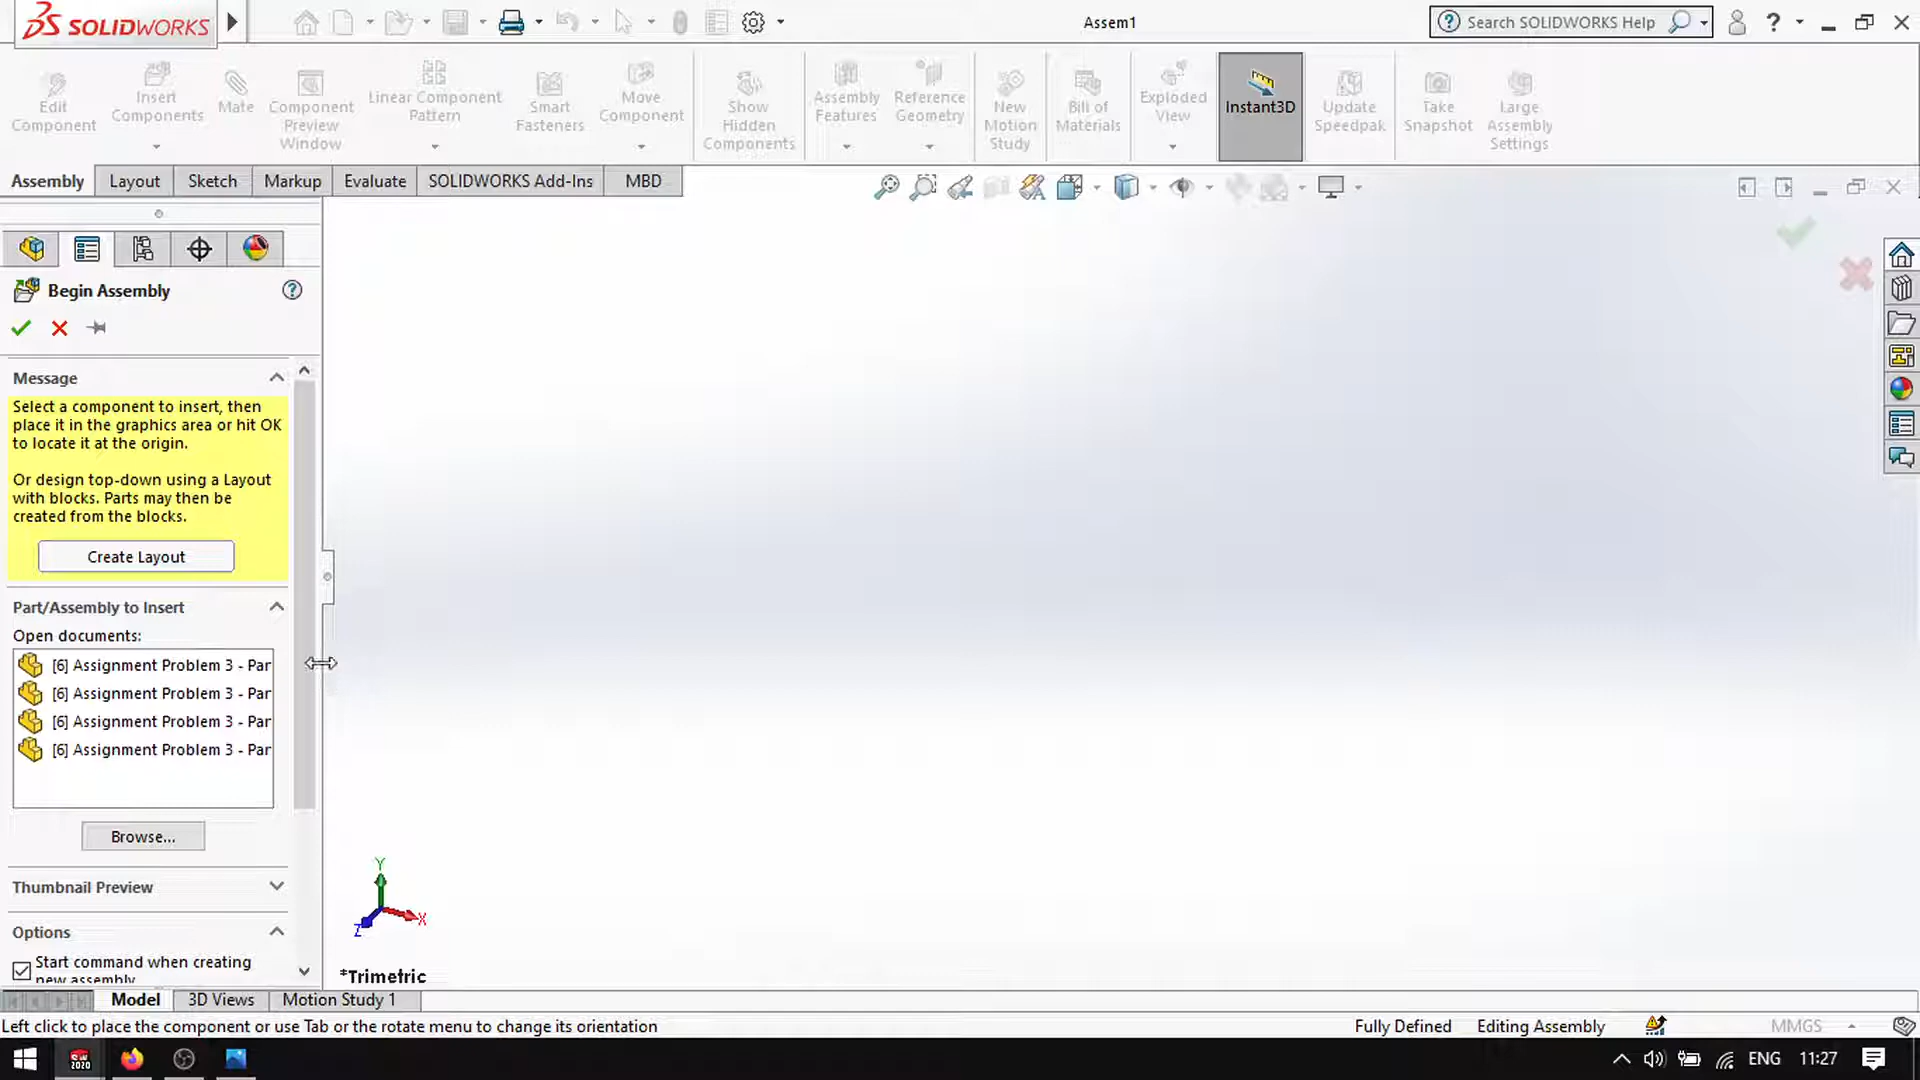 SOLIDWORKS
Assem1
Search SOLIDWORKS Help
?
Edit
Component
Insert
Components
Mate
Component
Preview
Window
Linear Component
Pattern
Smart
Fasteners
Move
Component
Show
Hidden
Components
Assembly
Features
Reference
Geometry
New
Motion
Study
Bill of
Materials
Exploded
View
Instant3D
Update
Speedpak
Take
Snapshot
Large
Assembly
Settings
Assembly
Layout
Sketch
Markup
Evaluate
SOLIDWORKS Add-Ins
MBD
Begin Assembly
?
Message
Select a component to insert, then
place it in the graphics area or hit OK
to locate it at the origin.
Or design top-down using a Layout
with blocks. Parts may then be
created from the blocks.
Create Layout
Part/Assembly to Insert
Open documents:
[6] Assignment Problem 3 - Par
[6] Assignment Problem 3 - Par
[6] Assignment Problem 3 - Par
[6] Assignment Problem 3 - Par
Browse...
Thumbnail Preview
Options
Start command when creating
new assembly
Y
X
Z
*Trimetric
Model
3D Views
Motion Study 1
Left click to place the component or use Tab or the rotate menu to change its orientation
Fully Defined
Editing Assembly
MMGS
SW
2020
ENG
11:27